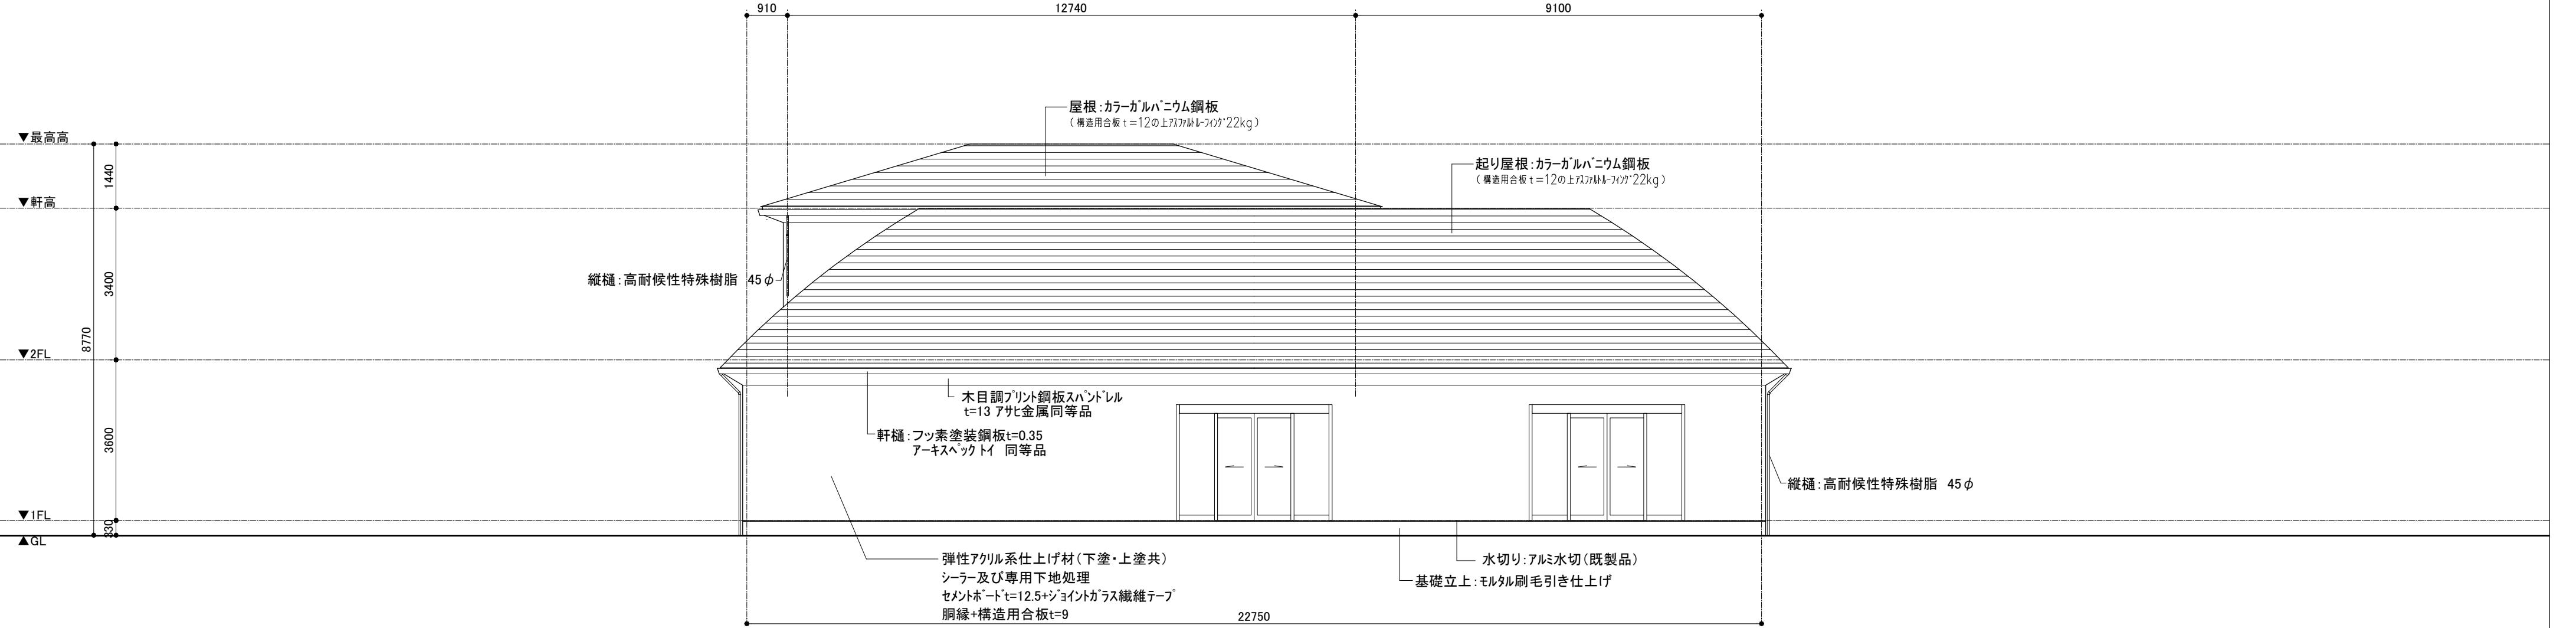 910
12740
9100
屋根：カラーガルバニウム鋼板
（構造用合板ｔ＝12の上アスファルトルーフィング22kg）
▼最高高
起り屋根：カラーガルバニウム鋼板
（構造用合板ｔ＝12の上アスファルトルーフィング22kg）
1440
▼軒高
縦樋：高耐候性特殊樹脂　45φ
3400
8770
▼2FL
木目調プリント鋼板スパンドレル
t=13 アサヒ金属同等品
軒樋：フッ素塗装鋼板t=0.35
アーキスペックトイ　同等品
3600
縦樋：高耐候性特殊樹脂　45φ
▼1FL
330
▲GL
弾性アクリル系仕上げ材（下塗・上塗共）
シーラー及び専用下地処理
セメントボードt=12.5+ジョイントガラス繊維テープ
胴縁+構造用合板t=9
水切り：アルミ水切（既製品）
基礎立上：モルタル刷毛引き仕上げ
22750